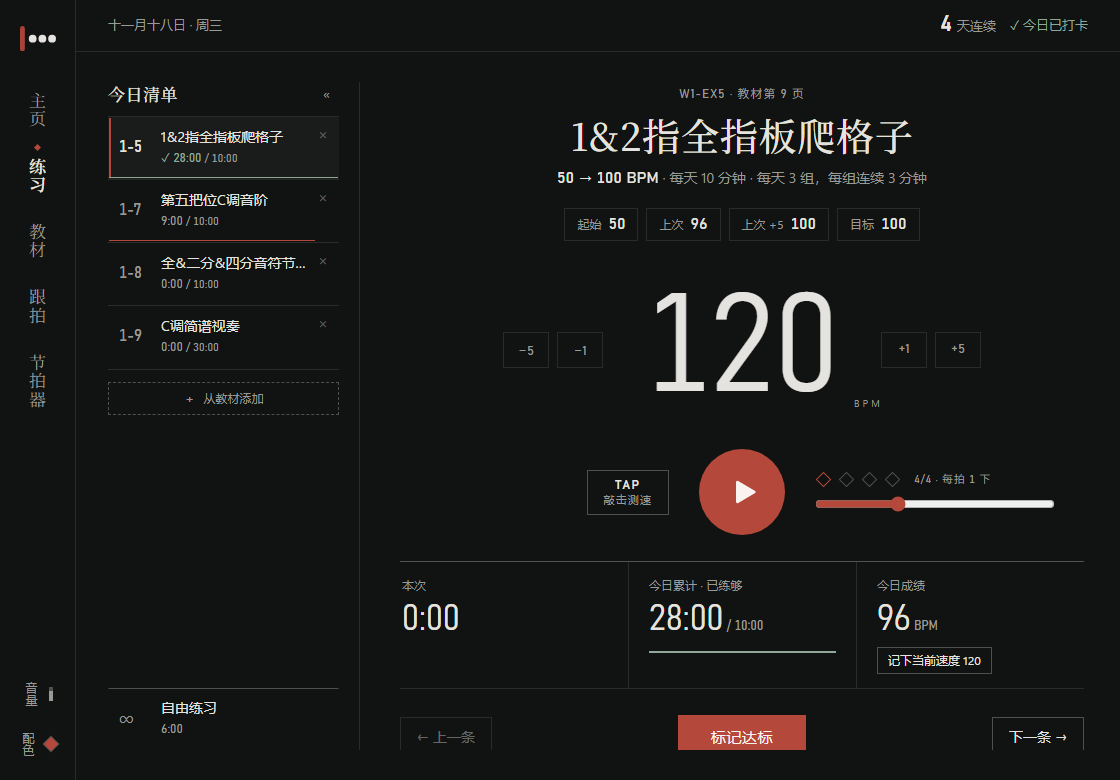 十一月十八日 · 周三
4 天连续 ✓ 今日已打卡
主页
练习
教材
跟拍
节拍器
音量
配色
今日清单 «
1-5 1&2指全指板爬格子 ×
✓ 28:00 / 10:00
1-7 第五把位C调音阶 ×
9:00 / 10:00
1-8 全&二分&四分音符节... ×
0:00 / 10:00
1-9 C调简谱视奏 ×
0:00 / 30:00
+ 从教材添加
∞ 自由练习
6:00
W1-EX5 · 教材第 9 页
1&2指全指板爬格子
50 → 100 BPM · 每天 10 分钟 · 每天 3 组，每组连续 3 分钟
起始 50 上次 96 上次 +5 100 目标 100
−5 −1 120 BPM +1 +5
TAP
敲击测速
4/4 · 每拍 1 下
本次
0:00
今日累计 · 已练够
28:00 / 10:00
今日成绩
96 BPM
记下当前速度 120
← 上一条 标记达标 下一条 →